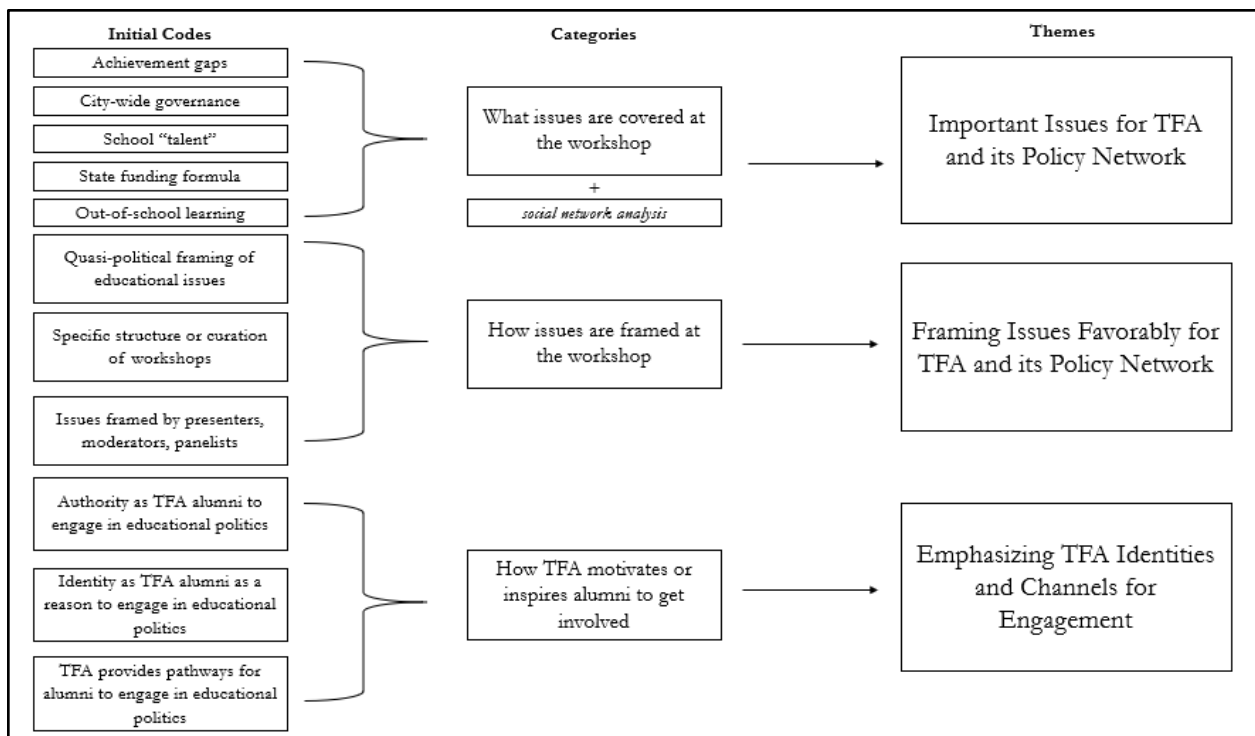 Initial Codes
Achievement gaps
City-wide governance
School “talent”
State funding formula
Out-of-school learning
Quasi-political framing of
educational issues
Specific structure or curation
of workshops
Issues framed by presenters,
moderators, panelists
Authority as TFA alumni to
engage in educational politics
Identity as TFA alumni as a
reason to engage in educational
politics
TFA provides pathways for
alumni to engage in educational
politics
Categories
What issues are covered at
the workshop
+
social network analysis
How issues are framed at
the workshop
How TFA motivates or
inspires alumni to get
involved
Themes
Important Issues for TFA
and its Policy Network
Framing Issues Favorably for
TFA and its Policy Network
Emphasizing TFA Identities
and Channels for
Engagement